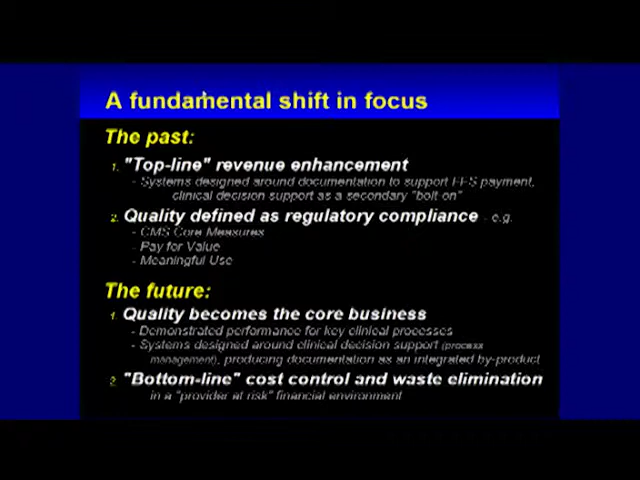 A fundamental shift in focus
The past:
1. "Top-line" revenue enhancement
- Systems designed around documentation to support FFS payment,
clinical decision support as a secondary "bolt on"
2. Quality defined as regulatory compliance - e.g.
- CMS Core Measures
- Pay for Value
- Meaningful Use
The future:
1. Quality becomes the core business
- Demonstrated performance for key clinical processes
- Systems designed around clinical decision support (process
management), producing documentation as an integrated by-product
2. "Bottom-line" cost control and waste elimination
in a "provider at risk" financial environment